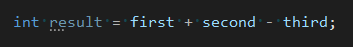 int result = first + second - third;